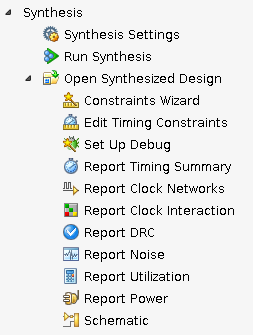 Synthesis
Synthesis Settings
Run Synthesis
Open Synthesized Design
Constraints Wizard
Edit Timing Constraints
Set Up Debug
Report Timing Summary
Report Clock Networks
Report Clock Interaction
Report DRC
Report Noise
Report Utilization
Report Power
Schematic